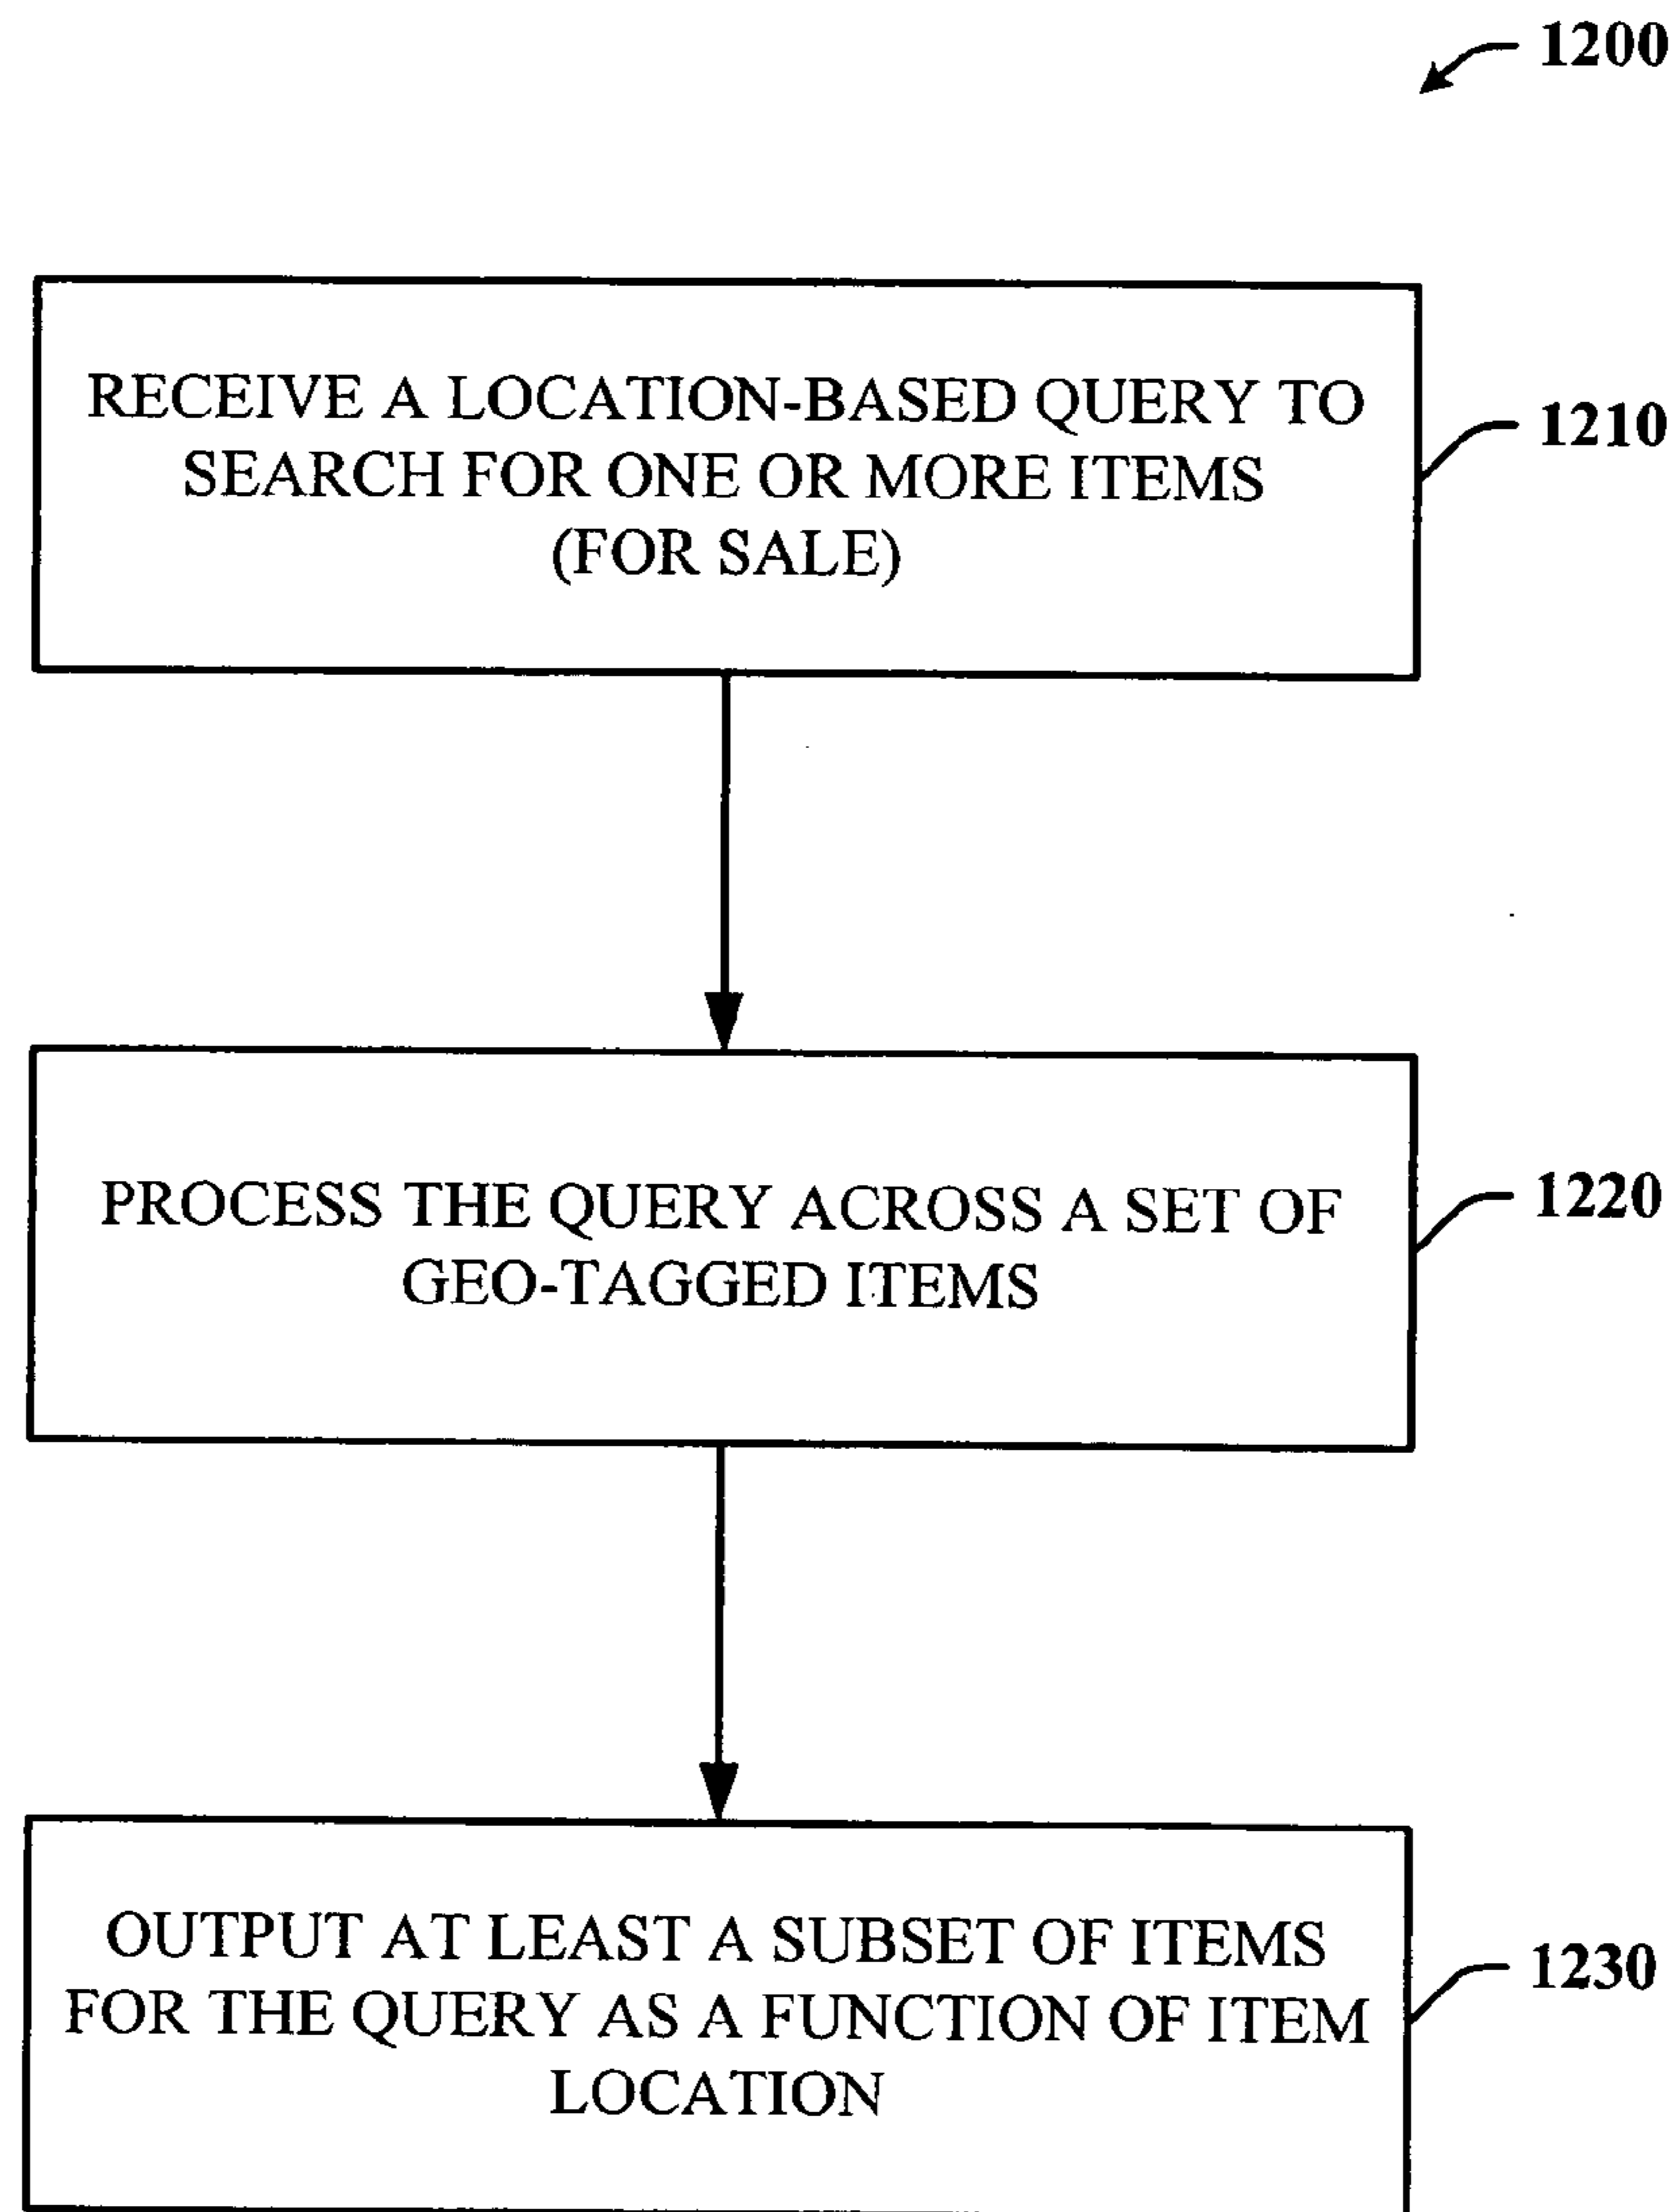 1200
RECEIVE A LOCATION-BASED QUERY TO
SEARCH FOR ONE OR MORE ITEMS
(FOR SALE)
1210
PROCESS THE QUERY ACROSS A SET OF
GEO-TAGGED ITEMS
1220
OUTPUT AT LEAST A SUBSET OF ITEMS
FOR THE QUERY AS A FUNCTION OF ITEM
LOCATION
1230